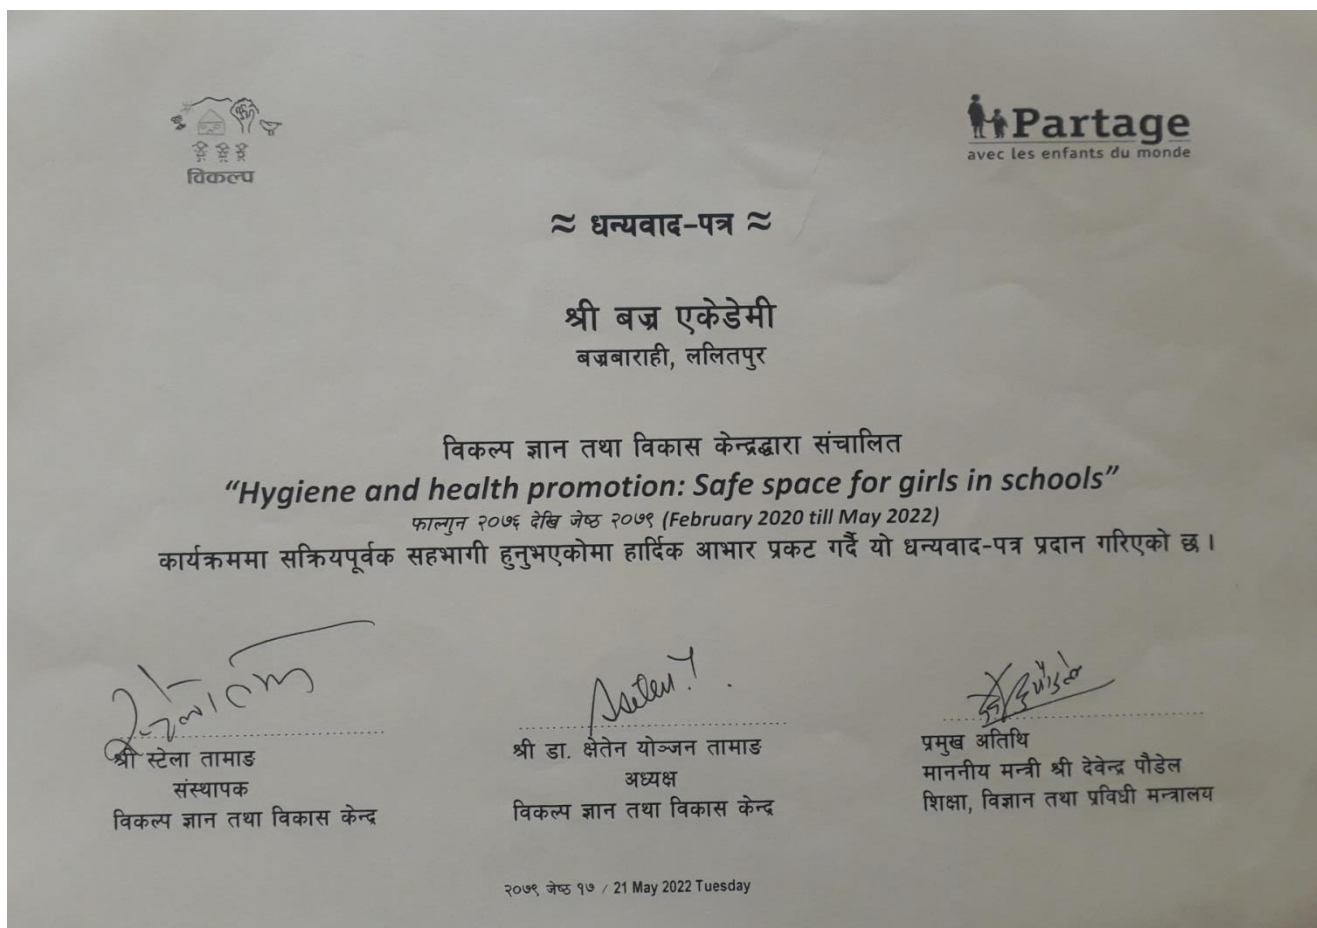 विकल्प
Partage
avec les enfants du monde
≈ धन्यवाद-पत्र ≈
श्री बज्र एकेडेमी
बज्रबाराही, ललितपुर
विकल्प ज्ञान तथा विकास केन्द्रद्वारा संचालित
“Hygiene and health promotion: Safe space for girls in schools”
फाल्गुन २०७६ देखि जेष्ठ २०७९ (February 2020 till May 2022)
कार्यक्रममा सक्रियपूर्वक सहभागी हुनुभएकोमा हार्दिक आभार प्रकट गर्दै यो धन्यवाद-पत्र प्रदान गरिएको छ ।
श्री स्टेला तामाङ
संस्थापक
विकल्प ज्ञान तथा विकास केन्द्र
श्री डा. क्षेतेन योञ्जन तामाङ
अध्यक्ष
विकल्प ज्ञान तथा विकास केन्द्र
प्रमुख अतिथि
माननीय मन्त्री श्री देवेन्द्र पौडेल
शिक्षा, विज्ञान तथा प्रविधी मन्त्रालय
२०७९ जेष्ठ १७ / 21 May 2022 Tuesday